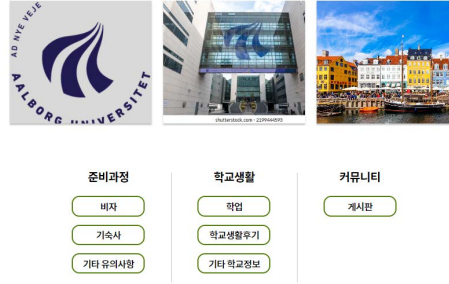 AD NYE VEJE
AALBORG UNIVERSITET
shutterstock.com · 2299444593
준비과정
학교생활
커뮤니티
비자
학업
게시판
기숙사
학교생활후기
기타 유의사항
기타 학교정보